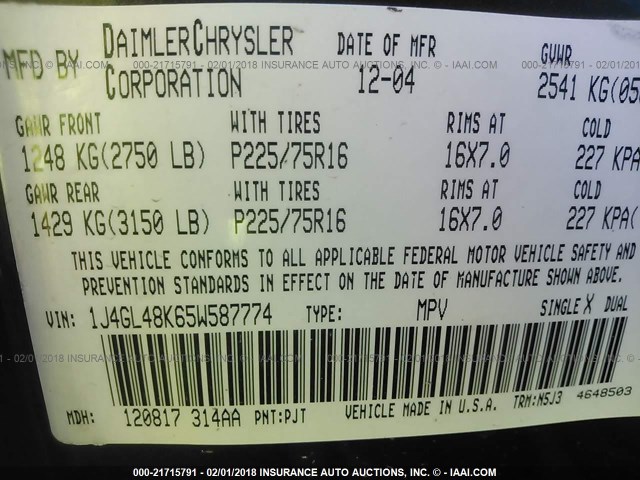 MFD BY DAIMLERCHRYSLER CORPORATION DATE OF MFR 12-04 GVWR 2541 KG(05
GAWR FRONT WITH TIRES RIMS AT COLD
1248 KG(2750 LB) P225/75R16 16X7.0 227 KPA
GAWR REAR WITH TIRES RIMS AT COLD
1429 KG(3150 LB) P225/75R16 16X7.0 227 KPA(
THIS VEHICLE CONFORMS TO ALL APPLICABLE FEDERAL MOTOR VEHICLE SAFETY AND
PREVENTION STANDARDS IN EFFECT ON THE DATE OF MANUFACTURE SHOWN ABOVE.
VIN: 1J4GL48K65W587774 TYPE: MPV SINGLE X DUAL
MDH: 120817 314AA PNT:PJT VEHICLE MADE IN U.S.A. TRM:N5J3 4648503
000-21715791 - 02/01/2018 INSURANCE AUTO AUCTIONS, INC. - © IAAI.COM